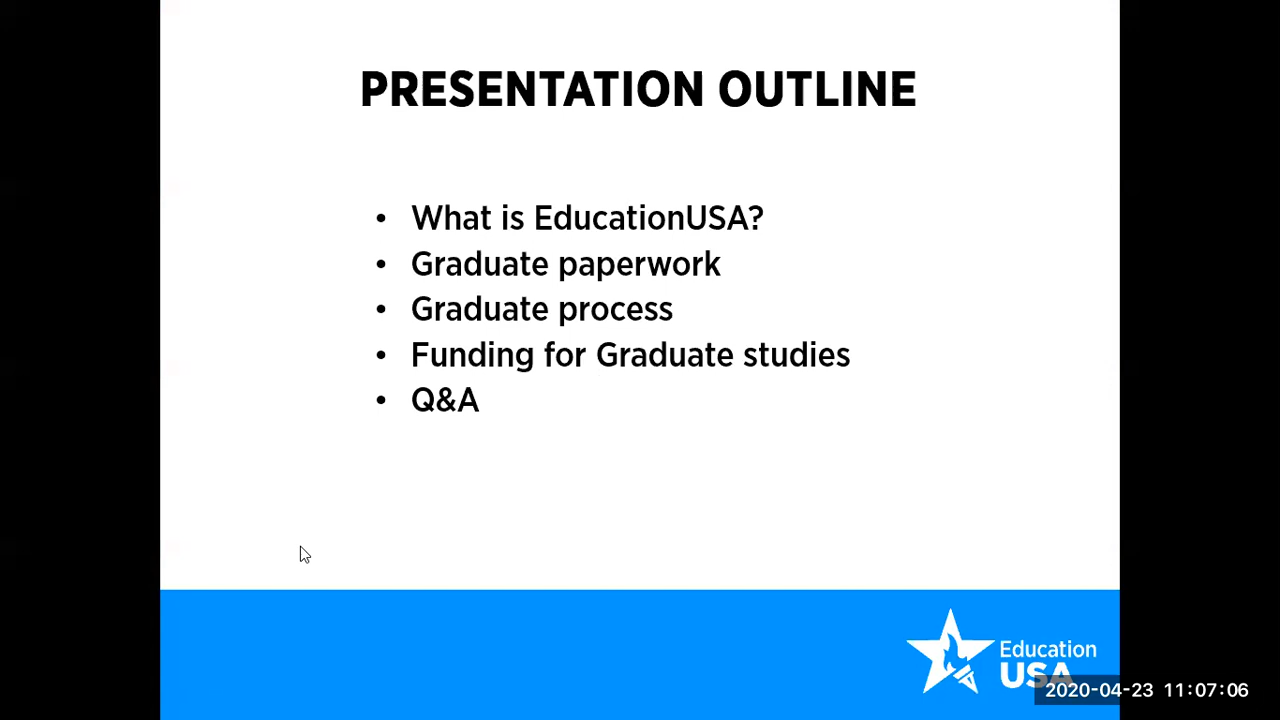 PRESENTATION OUTLINE
• What is EducationUSA?
• Graduate paperwork
• Graduate process
• Funding for Graduate studies
• Q&A
Education
USA
2020-04-23 11:07:06